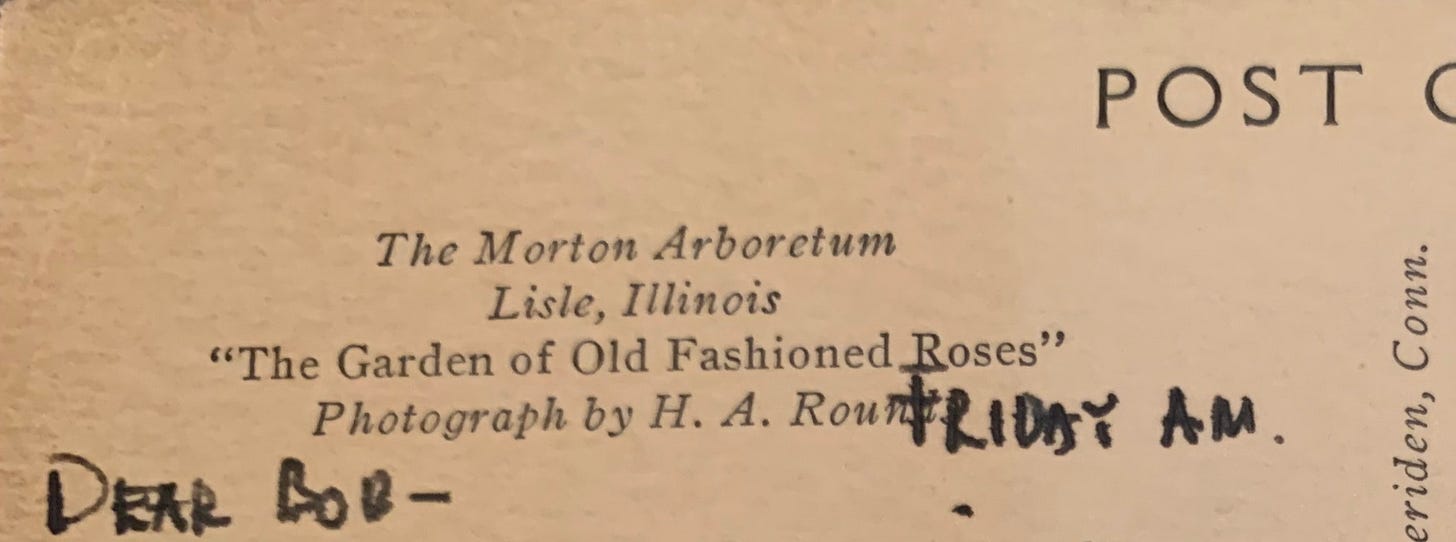 POST
The Morton Arboretum
Lisle, Illinois
“The Garden of Old Fashioned Roses”
Photograph by H. A.
FRIDAY AM.
DEAR BOB –
eriden, Conn.